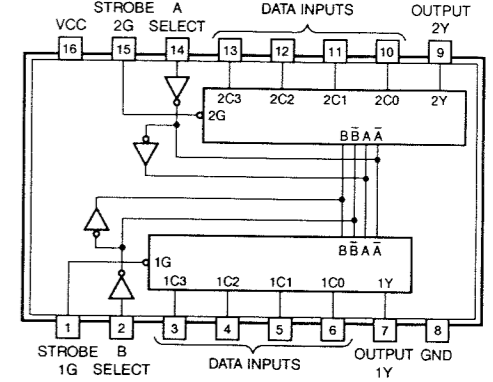 STROBE A DATA INPUTS OUTPUT
VCC 2G SELECT 2Y
16 15 14 13 12 11 10 9
2C3 2C2 2C1 2C0 2Y
2G
B B̅ A A̅
B B̅ A A̅
1G
1C3 1C2 1C1 1C0 1Y
1 2 3 4 5 6 7 8
STROBE B DATA INPUTS OUTPUT GND
1G SELECT 1Y